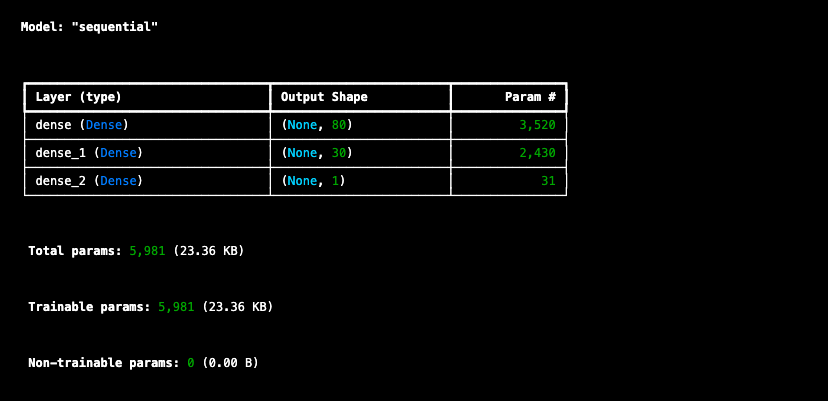 Model: "sequential"
Layer (type) Output Shape Param #
dense (Dense) (None, 80) 3,520
dense_1 (Dense) (None, 30) 2,430
dense_2 (Dense) (None, 1) 31
Total params: 5,981 (23.36 KB)
Trainable params: 5,981 (23.36 KB)
Non-trainable params: 0 (0.00 B)